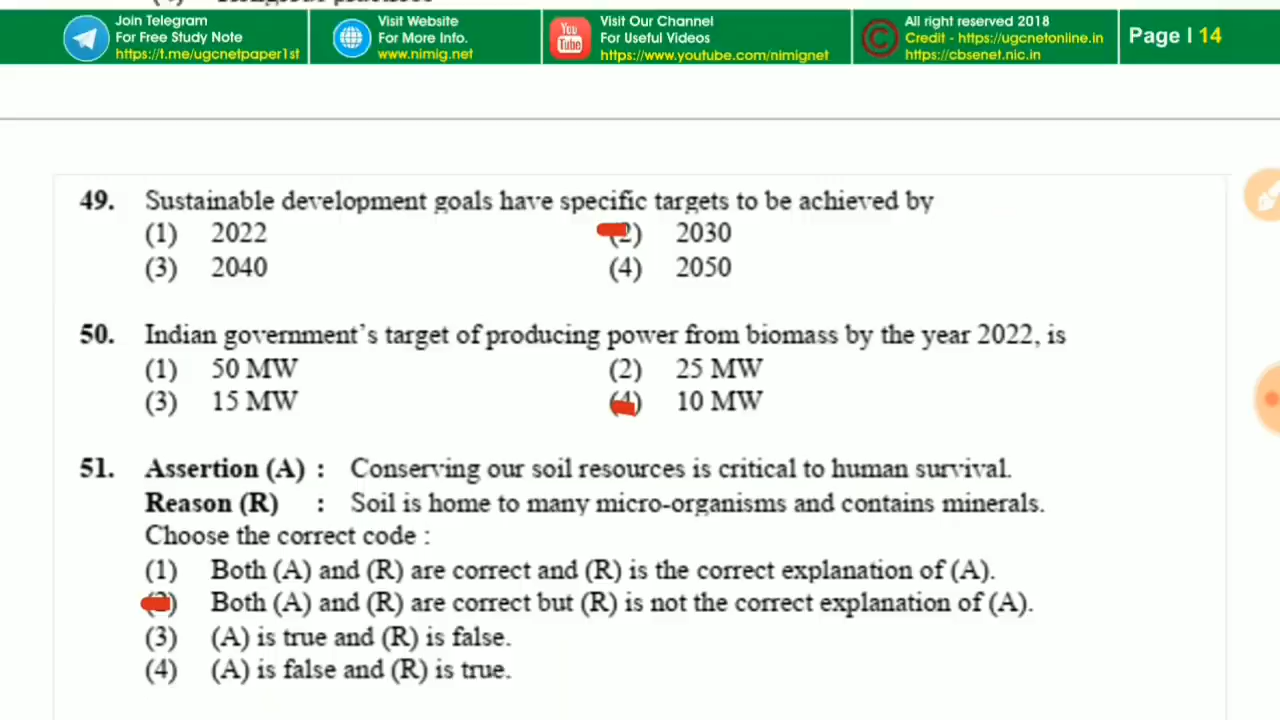 Join Telegram
For Free Study Note
https://t.me/ugcnetpaper1st
Visit Website
For More Info.
www.nimig.net
You
Tube
Visit Our Channel
For Useful Videos
https://www.youtube.com/nimignet
C
All right reserved 2018
Credit - https://ugcnetonline.in
https://cbsenet.nic.in
Page | 14
49. Sustainable development goals have specific targets to be achieved by
(1) 2022 (2) 2030
(3) 2040 (4) 2050
50. Indian government's target of producing power from biomass by the year 2022, is
(1) 50 MW (2) 25 MW
(3) 15 MW (4) 10 MW
51. Assertion (A) : Conserving our soil resources is critical to human survival.
Reason (R) : Soil is home to many micro-organisms and contains minerals.
Choose the correct code :
(1) Both (A) and (R) are correct and (R) is the correct explanation of (A).
(2) Both (A) and (R) are correct but (R) is not the correct explanation of (A).
(3) (A) is true and (R) is false.
(4) (A) is false and (R) is true.